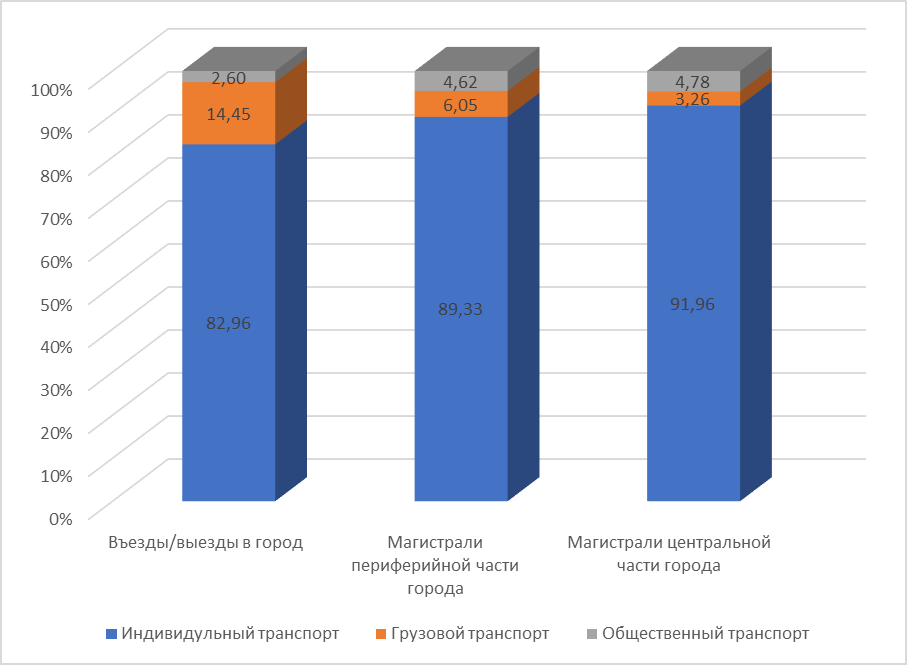 100%
90%
80%
70%
60%
50%
40%
30%
20%
10%
0%
2,60
14,45
82,96
4,62
6,05
89,33
4,78
3,26
91,96
Въезды/выезды в город
Магистрали
периферийной части
города
Магистрали центральной
части города
Индивидульный транспорт
Грузовой транспорт
Общественный транспорт